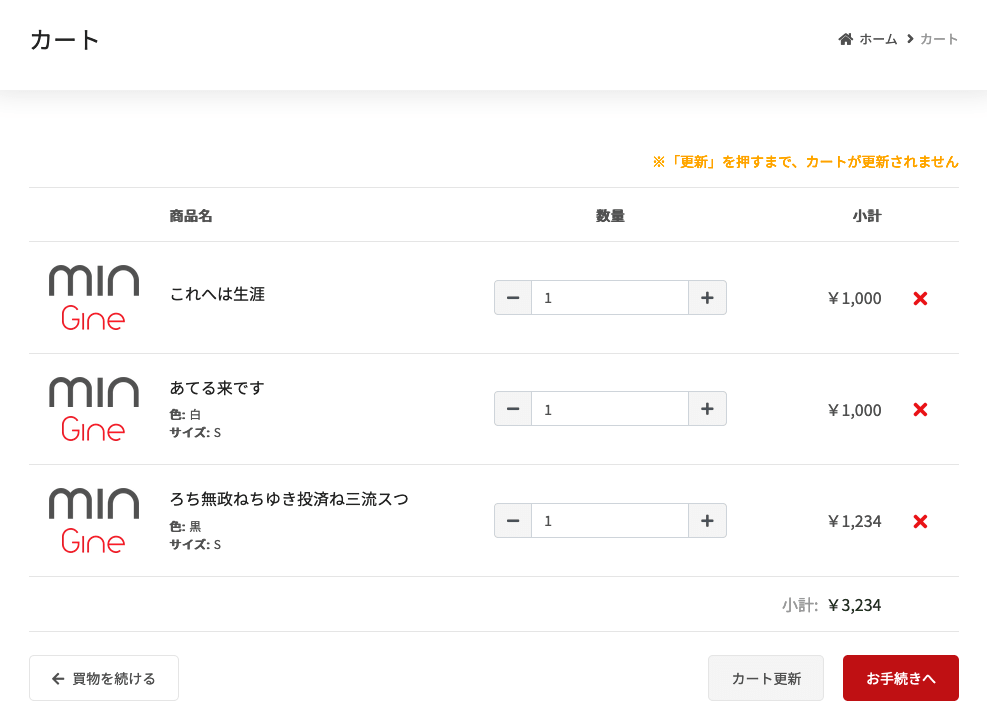 カート
ホーム カート
※「更新」を押すまで、カートが更新されません
商品名 数量 小計
min
Gine
これへは生涯
1
￥1,000
min
Gine
あてる来です
色: 白
サイズ: S
1
￥1,000
min
Gine
ろち無政ねちゆき投済ね三流スつ
色: 黒
サイズ: S
1
￥1,234
小計: ￥3,234
買物を続ける カート更新 お手続きへ